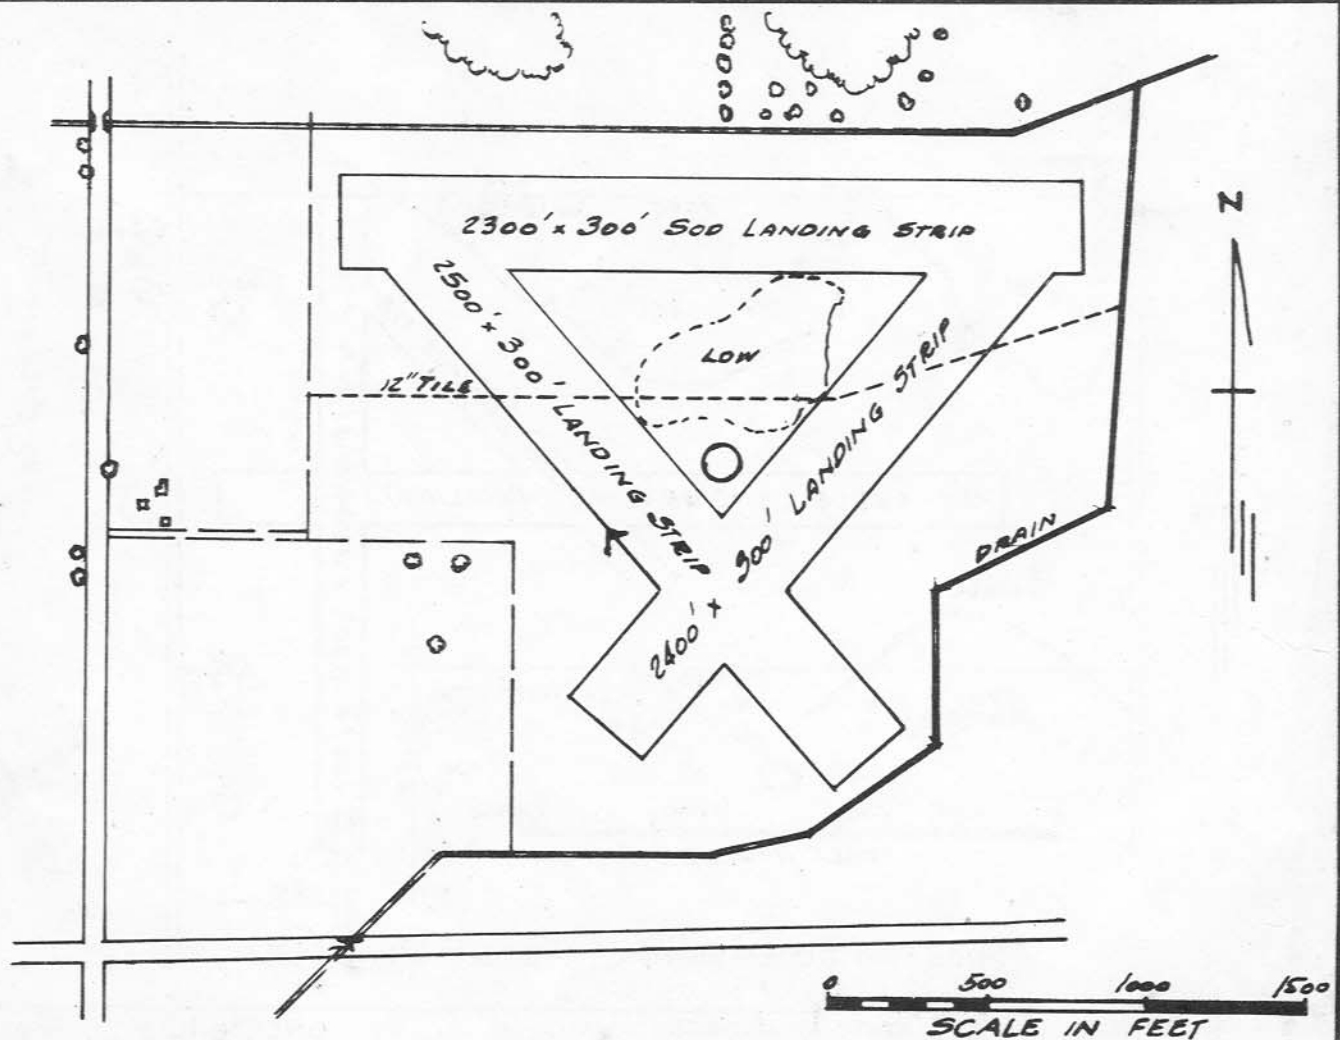 2300' x 300' SOD LANDING STRIP
N
2500' x 300' LANDING STRIP
LOW
12" TILE
2400' x 300' LANDING STRIP
DRAIN
0 500 1000 1500
SCALE IN FEET